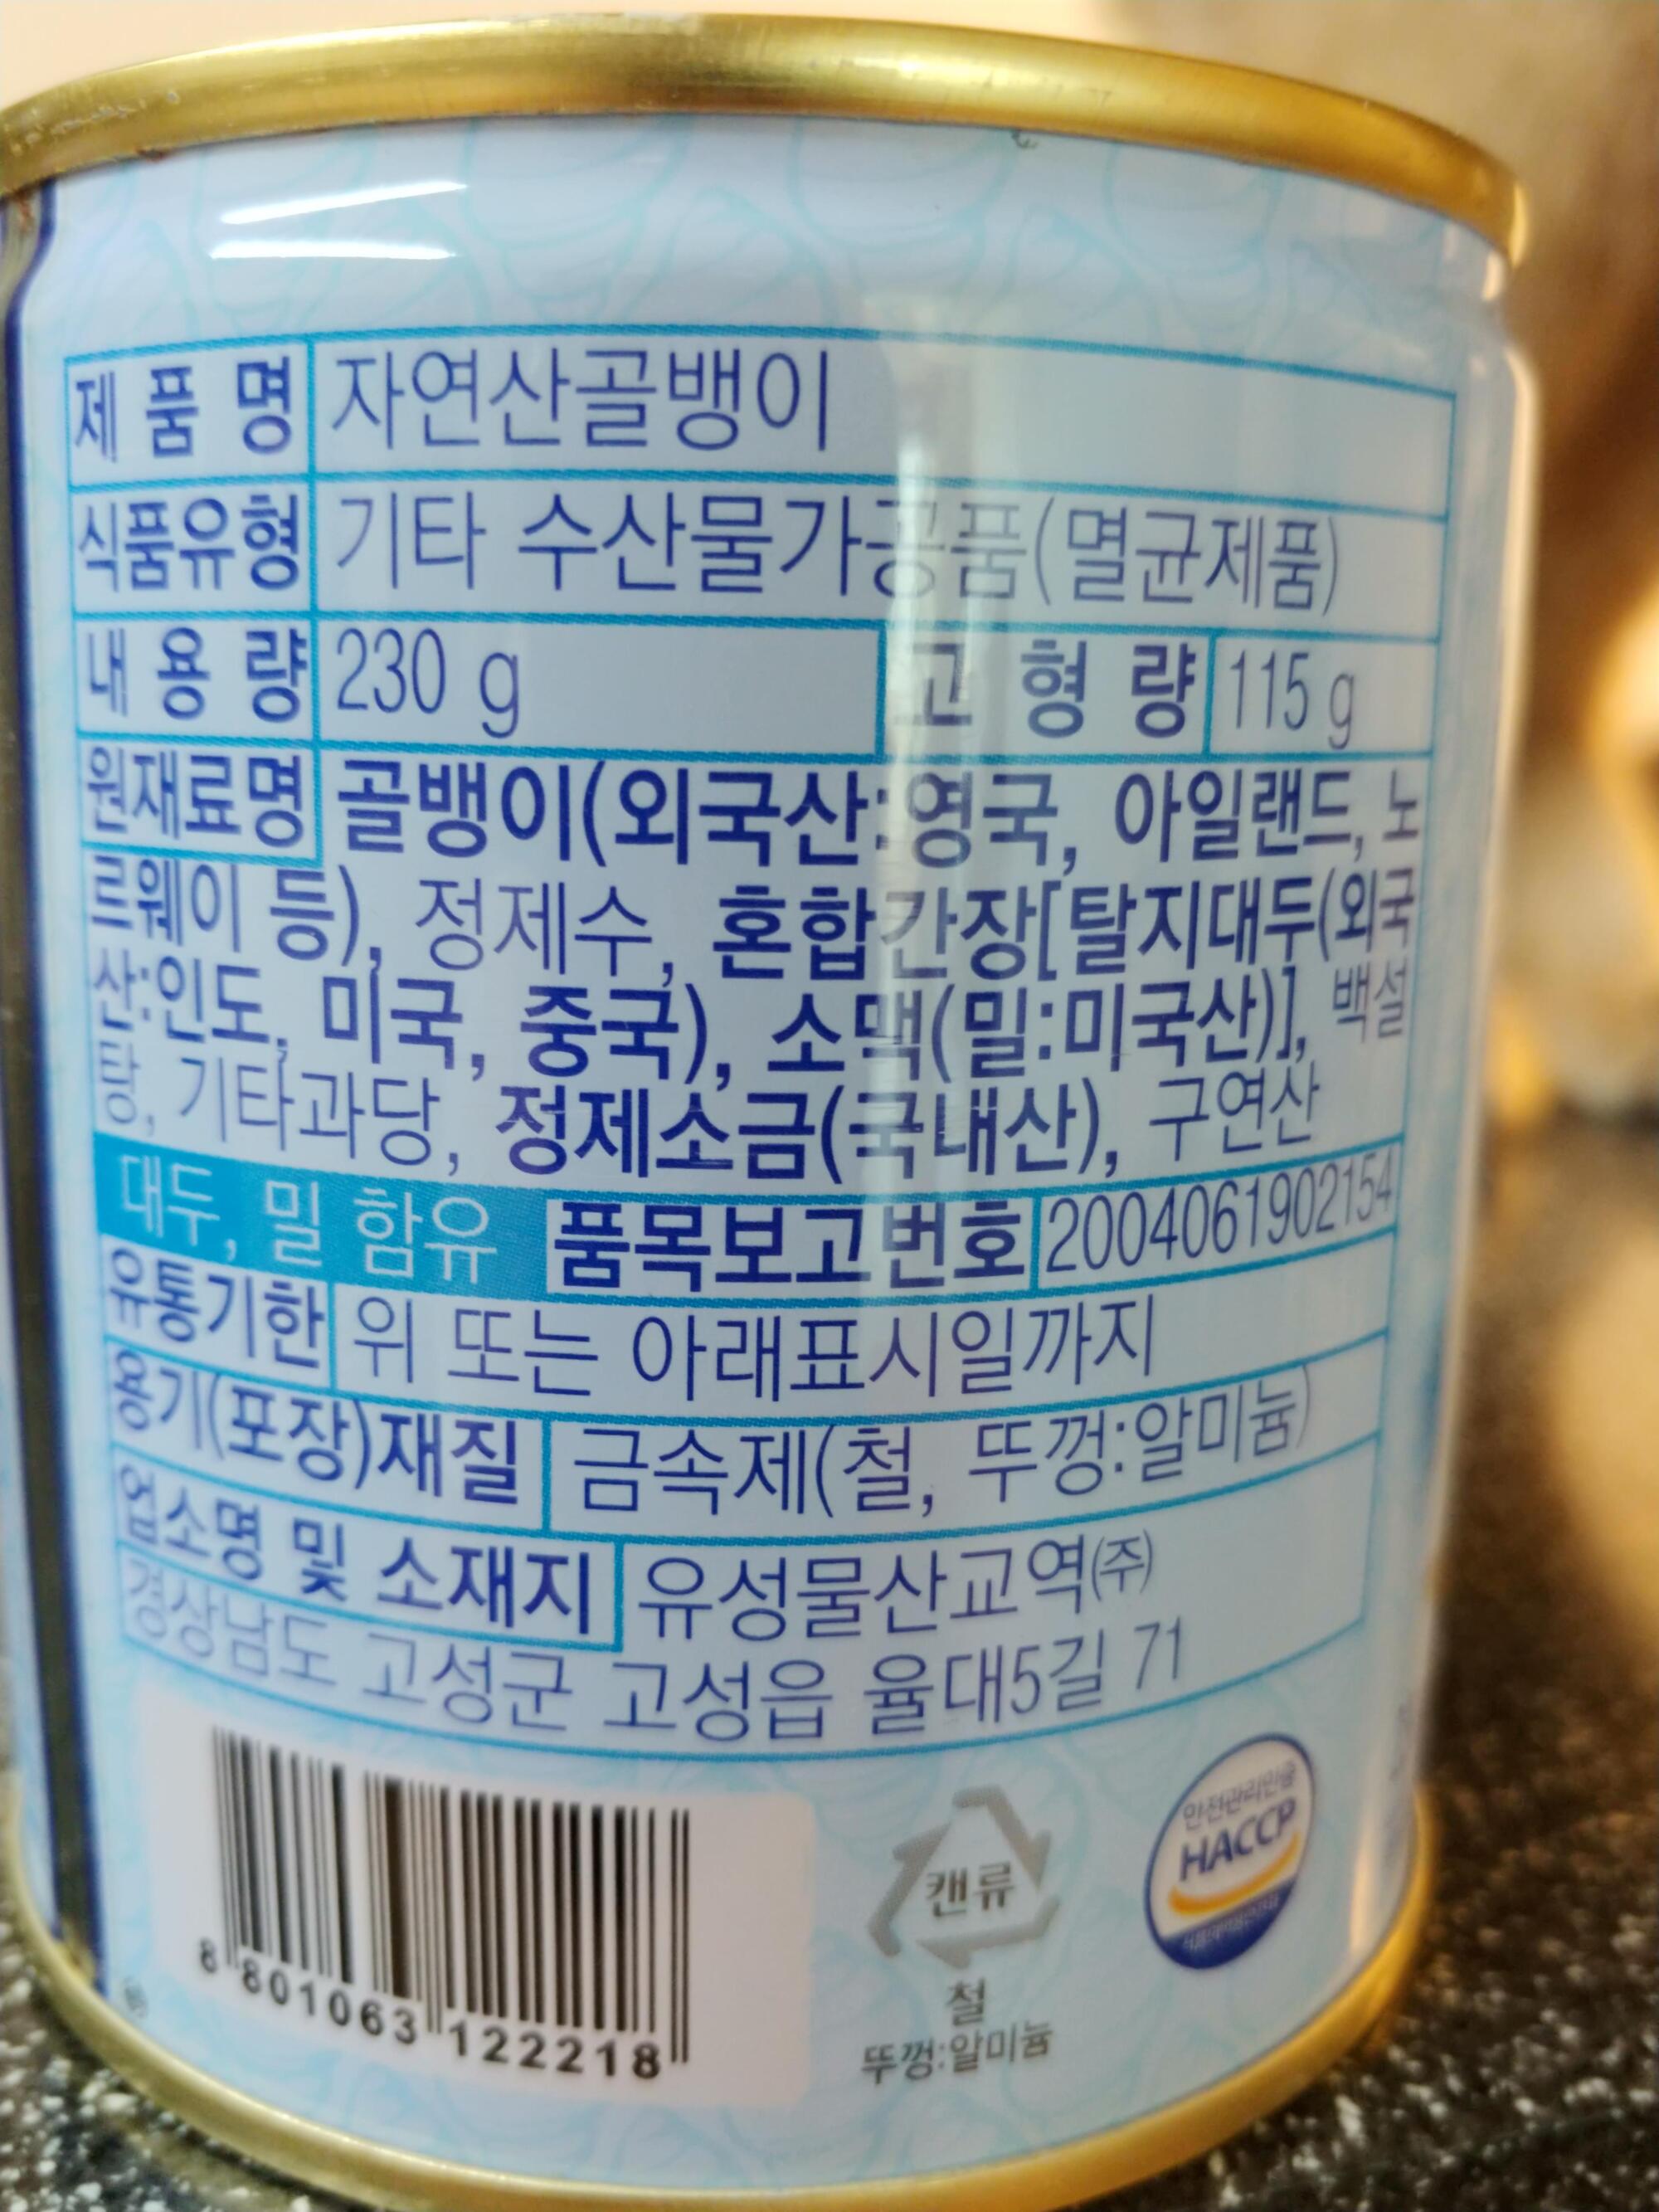 제 품 명 자연산골뱅이
식품유형 기타 수산물가공품(멸균제품)
내 용 량 230 g 고 형 량 115 g
원재료명 골뱅이(외국산:영국, 아일랜드, 노
르웨이 등), 정제수, 혼합간장[탈지대두(외국
산:인도, 미국, 중국), 소맥(밀:미국산)], 백설
탕, 기타과당, 정제소금(국내산), 구연산
대두, 밀 함유 품목보고번호 2004061902154
유통기한 위 또는 아래표시일까지
용기(포장)재질 금속제(철, 뚜껑:알미늄)
업소명 및 소재지 유성물산교역㈜
경상남도 고성군 고성읍 율대5길 71
8 801063 122218
캔류
철
뚜껑:알미늄
안전관리인증
HACCP